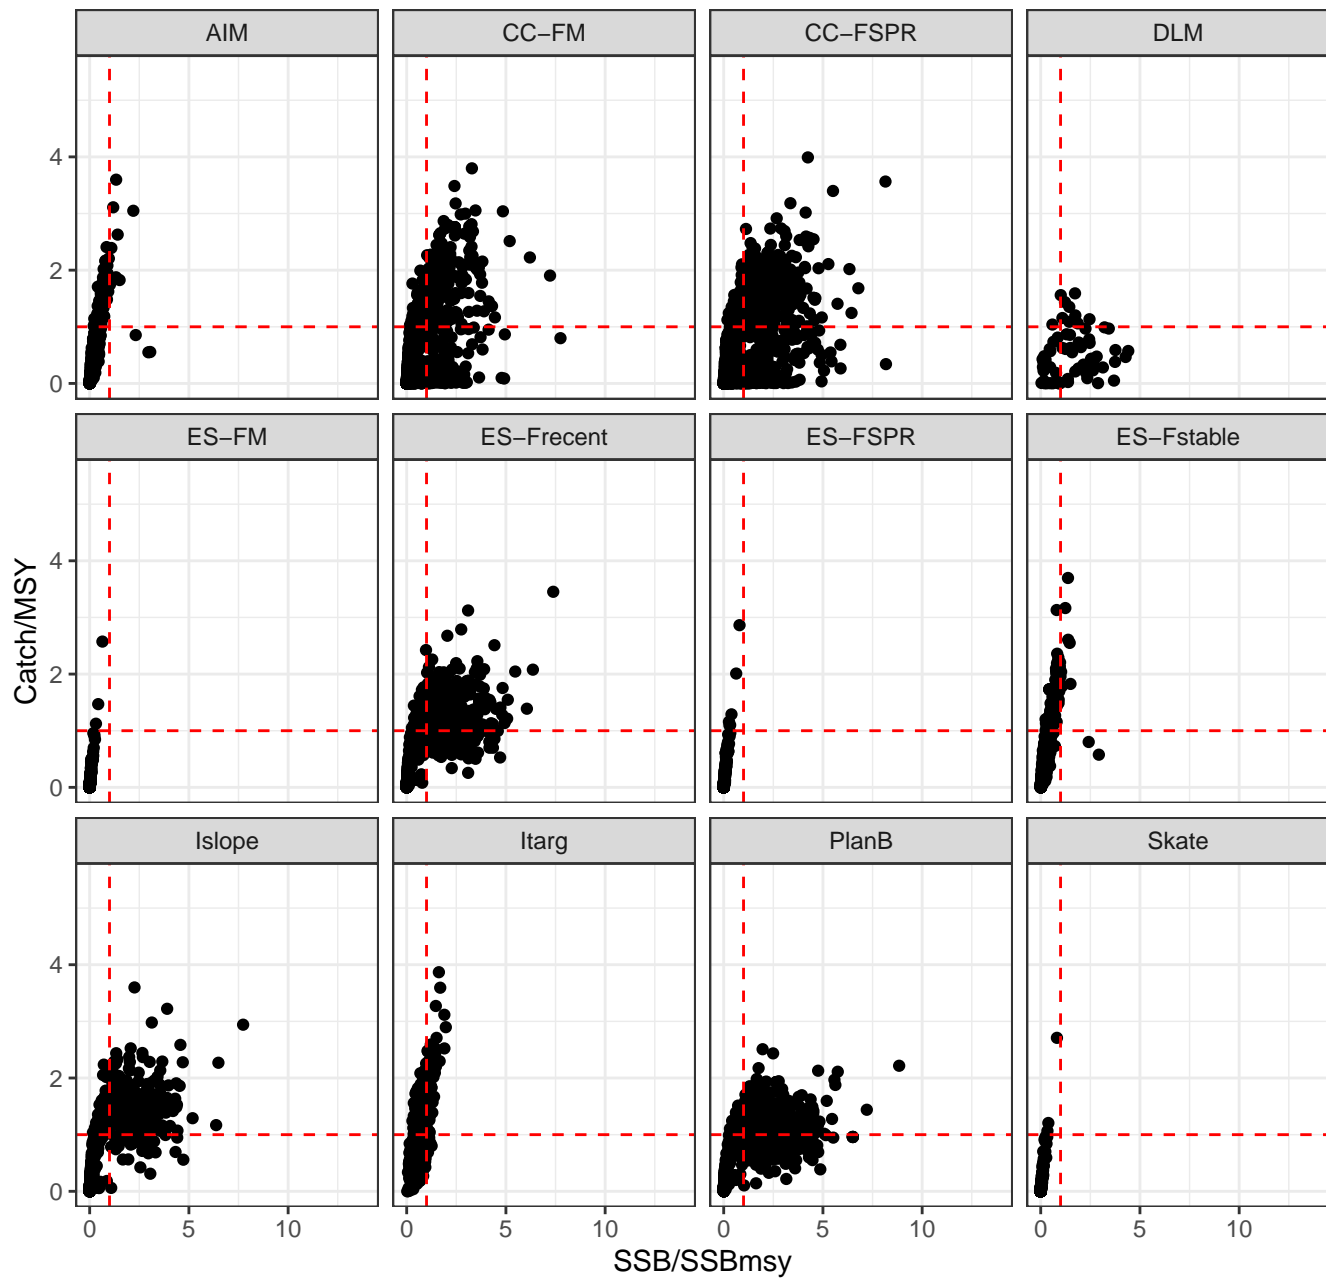 AIM CC−FM CC−FSPR DLM
4
2
0
ES−FM ES−Frecent ES−FSPR ES−Fstable
4
2
0
Islope Itarg PlanB Skate
4
2
0
0 5 10 0 5 10 0 5 10 0 5 10
SSB/SSBmsy
Catch/MSY